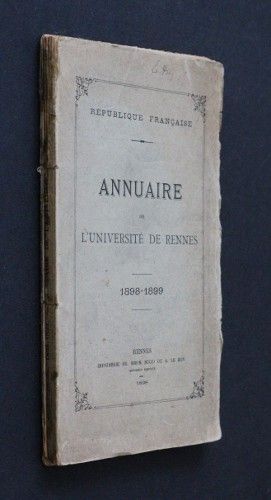 RÉPUBLIQUE FRANÇAISE
ANNUAIRE
DE
L'UNIVERSITÉ DE RENNES
1898-1899
RENNES
1898